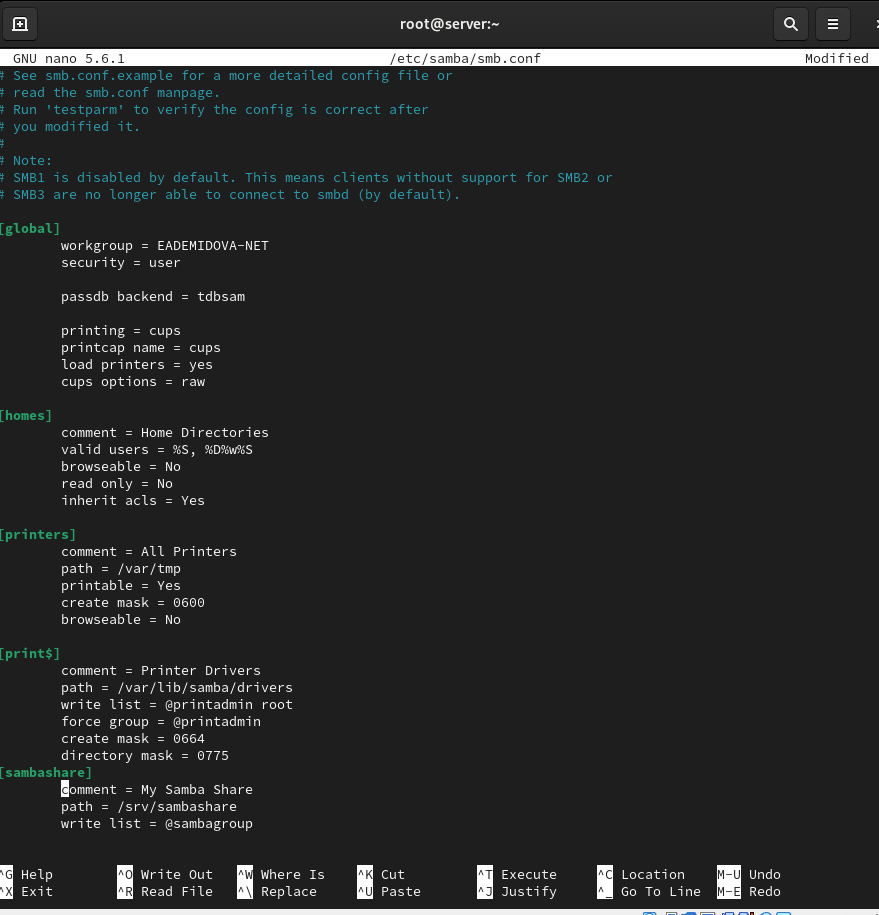 root@server:~
GNU nano 5.6.1 /etc/samba/smb.conf Modified
# See smb.conf.example for a more detailed config file or
# read the smb.conf manpage.
# Run 'testparm' to verify the config is correct after
# you modified it.
#
# Note:
# SMB1 is disabled by default. This means clients without support for SMB2 or
# SMB3 are no longer able to connect to smbd (by default).
[global]
workgroup = EADEMIDOVA-NET
security = user
passdb backend = tdbsam
printing = cups
printcap name = cups
load printers = yes
cups options = raw
[homes]
comment = Home Directories
valid users = %S, %D%w%S
browseable = No
read only = No
inherit acls = Yes
[printers]
comment = All Printers
path = /var/tmp
printable = Yes
create mask = 0600
browseable = No
[print$]
comment = Printer Drivers
path = /var/lib/samba/drivers
write list = @printadmin root
force group = @printadmin
create mask = 0664
directory mask = 0775
[sambashare]
comment = My Samba Share
path = /srv/sambashare
write list = @sambagroup
^G Help ^O Write Out ^W Where Is ^K Cut ^T Execute ^C Location M-U Undo
^X Exit ^R Read File ^\ Replace ^U Paste ^J Justify ^_ Go To Line M-E Redo